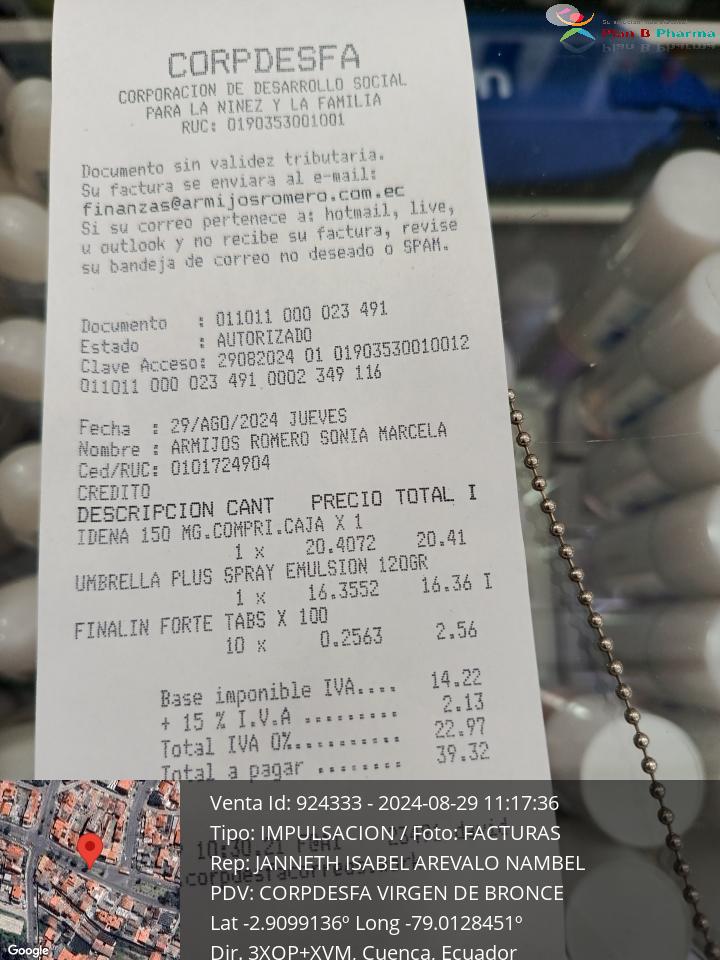 Plan B Pharma
CORPDESFA
CORPORACION DE DESARROLLO SOCIAL
PARA LA NINEZ Y LA FAMILIA
RUC: 0190353001001
Documento sin validez tributaria.
Su factura se enviara al e-mail:
finanzas@armijosromero.com.ec
Si su correo pertenece a: hotmail, live,
u outlook y no recibe su factura, revise
su bandeja de correo no deseado o SPAM.
Documento : 011011 000 023 491
Estado : AUTORIZADO
Clave Acceso: 29082024 01 01903530010012
011011 000 023 491 0002 349 116
Fecha : 29/AGO/2024 JUEVES
Nombre : ARMIJOS ROMERO SONIA MARCELA
Ced/RUC: 0101724904
CREDITO
DESCRIPCION CANT PRECIO TOTAL I
IDENA 150 MG.COMPRI.CAJA X 1
1 x 20.4072 20.41
UMBRELLA PLUS SPRAY EMULSION 120GR
1 x 16.3552 16.36 I
FINALIN FORTE TABS X 100
10 x 0.2563 2.56
Base imponible IVA.... 14.22
+ 15 % I.V.A ......... 2.13
Total IVA 0%.......... 22.97
Total a pagar ........ 39.32
Venta Id: 924333 - 2024-08-29 11:17:36
Tipo: IMPULSACION / Foto: FACTURAS
Rep: JANNETH ISABEL AREVALO NAMBEL
PDV: CORPDESFA VIRGEN DE BRONCE
Lat -2.9099136º Long -79.0128451º
Dir. 3XQP+XVM, Cuenca, Ecuador
Google